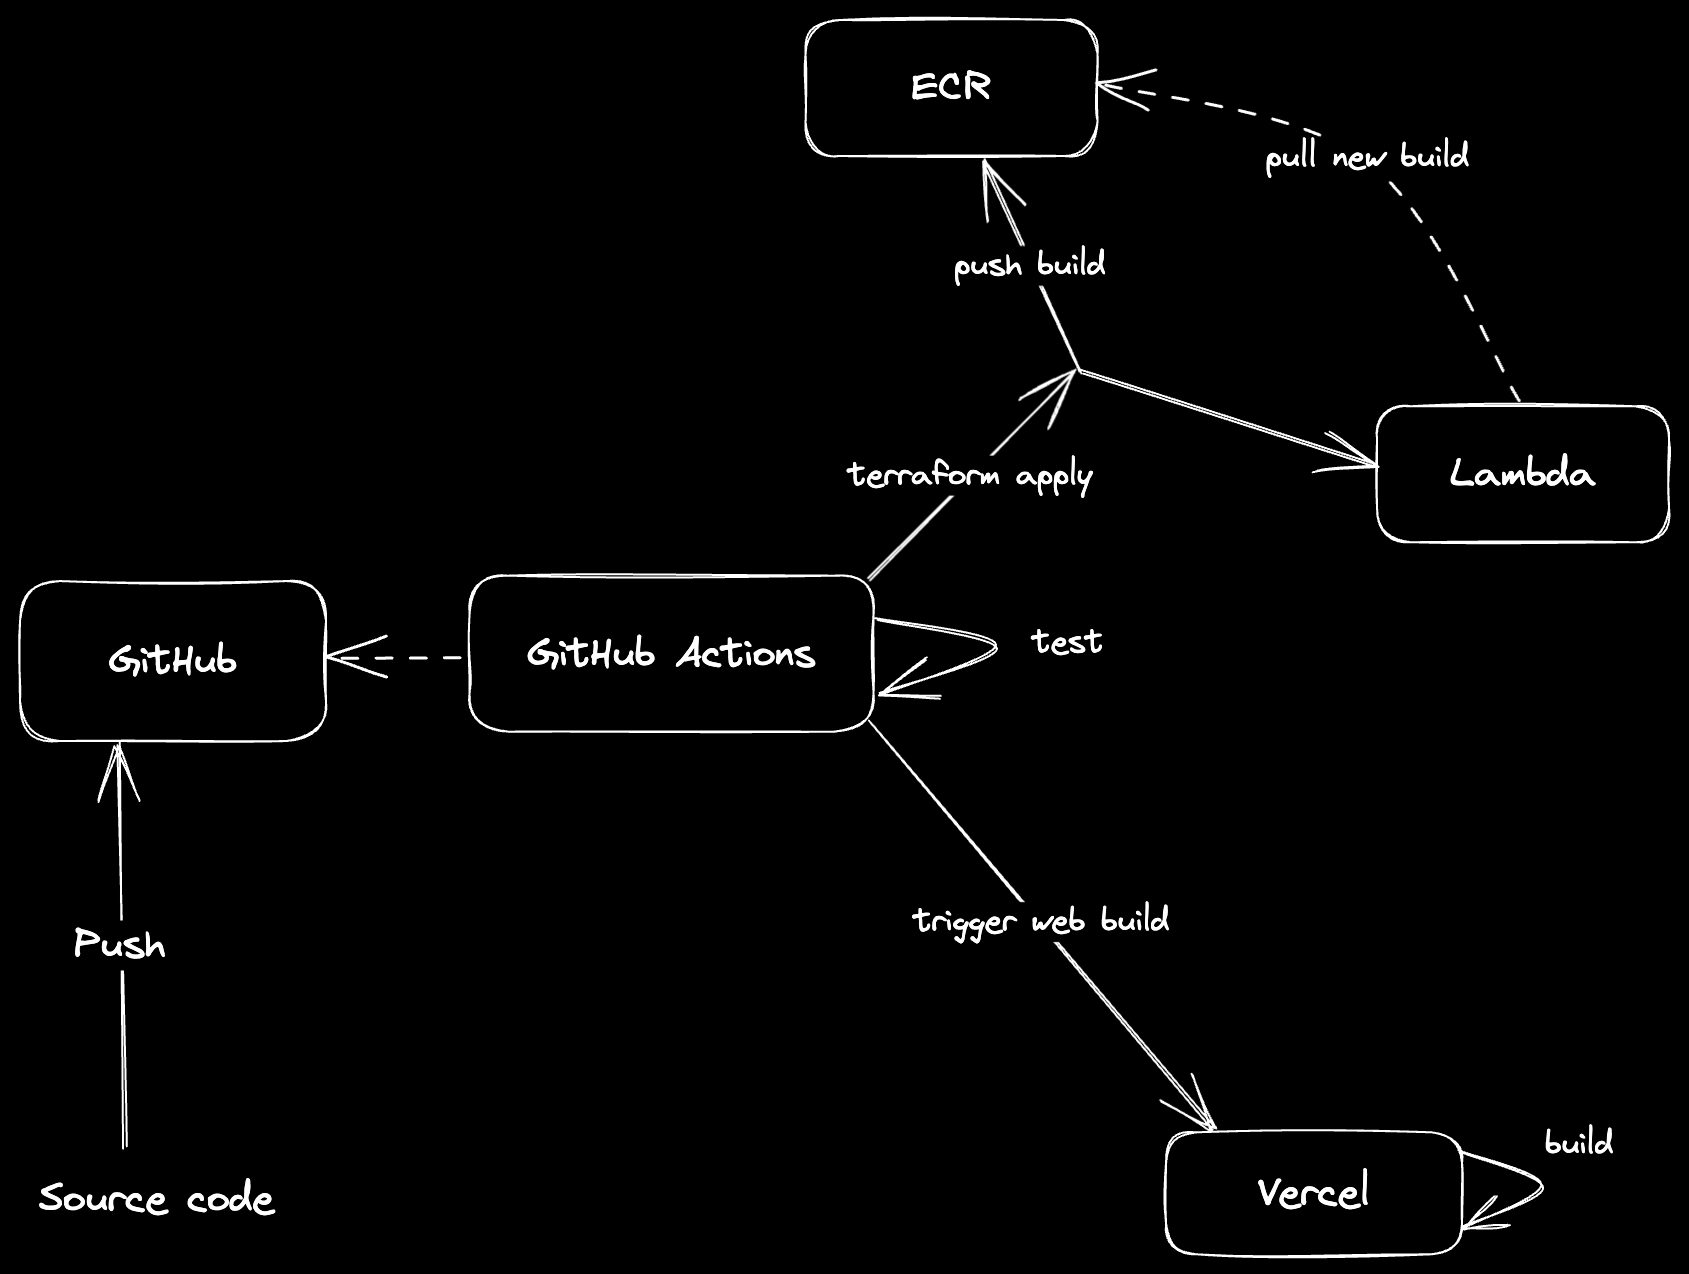 ECR
pull new build
push build
terraform apply
Lambda
GitHub
GitHub Actions
test
Push
trigger web build
Source code
Vercel
build